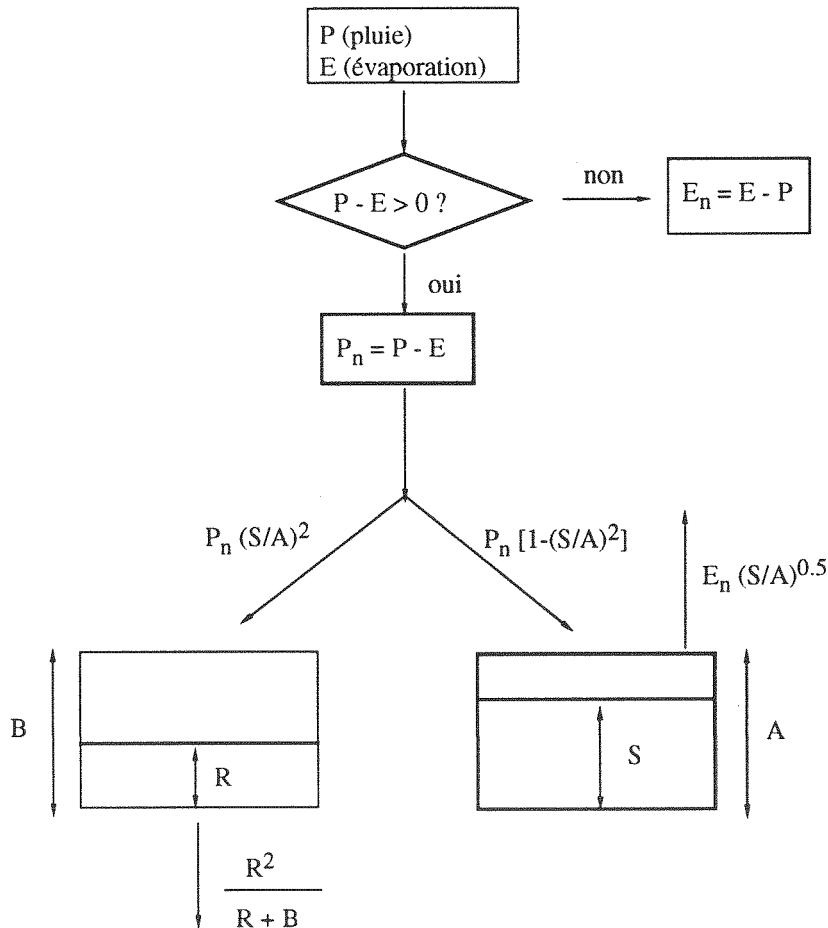 P (pluie)
E (évaporation)
P - E > 0 ?
non
E_n = E - P
oui
P_n = P - E
P_n (S/A)^2
P_n [1-(S/A)^2]
E_n (S/A)^0.5
B
R
S
A
R^2
R + B